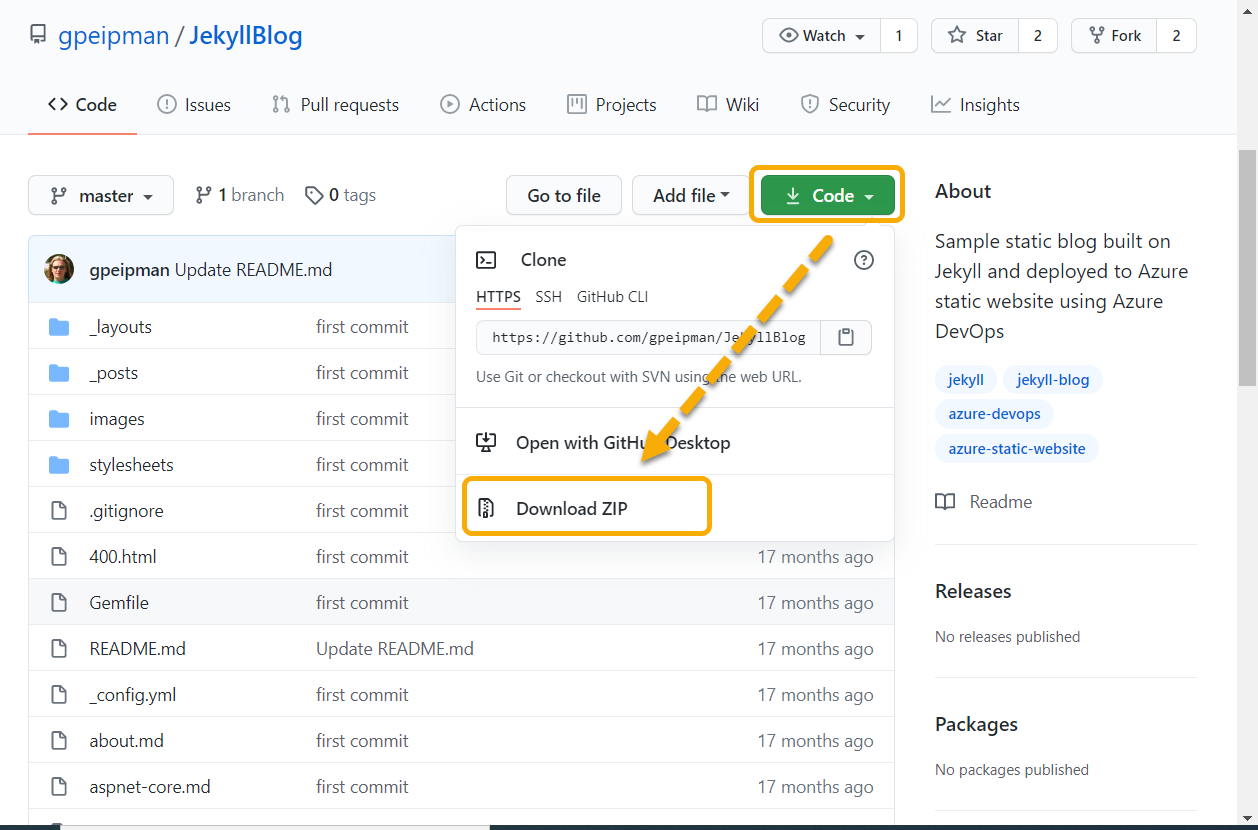 gpeipman / JekyllBlog
Watch 1 Star 2 Fork 2
Code Issues Pull requests Actions Projects Wiki Security Insights
master 1 branch 0 tags Go to file Add file Code
gpeipman Update README.md
_layouts first commit
_posts first commit
images first commit
stylesheets first commit
.gitignore first commit
400.html first commit 17 months ago
Gemfile first commit 17 months ago
README.md Update README.md 17 months ago
_config.yml first commit 17 months ago
about.md first commit 17 months ago
aspnet-core.md first commit 17 months ago
Clone
HTTPS SSH GitHub CLI
https://github.com/gpeipman/JekyllBlog
Use Git or checkout with SVN using the web URL.
Open with GitHub Desktop
Download ZIP
About
Sample static blog built on
Jekyll and deployed to Azure
static website using Azure
DevOps
jekyll jekyll-blog
azure-devops
azure-static-website
Readme
Releases
No releases published
Packages
No packages published